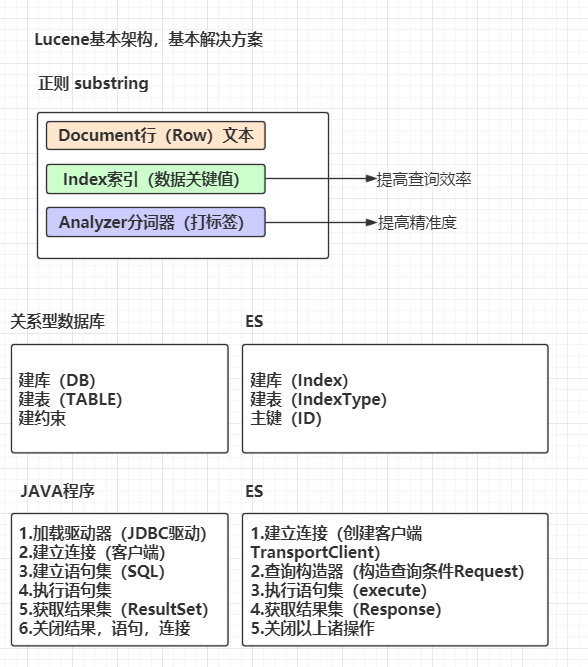 Lucene基本架构，基本解决方案
正则 substring
Document行（Row）文本
Index索引（数据关键值）
提高查询效率
Analyzer分词器（打标签）
提高精准度
关系型数据库
ES
建库（DB）
建表（TABLE）
建约束
建库（Index）
建表（IndexType）
主键（ID）
JAVA程序
ES
1.加载驱动器（JDBC驱动）
2.建立连接（客户端）
3.建立语句集（SQL）
4.执行语句集
5.获取结果集（ResultSet）
6.关闭结果，语句，连接
1.建立连接（创建客户端
TransportClient）
2.查询构造器（构造查询条件Request）
3.执行语句集（execute）
4.获取结果集（Response）
5.关闭以上诸操作